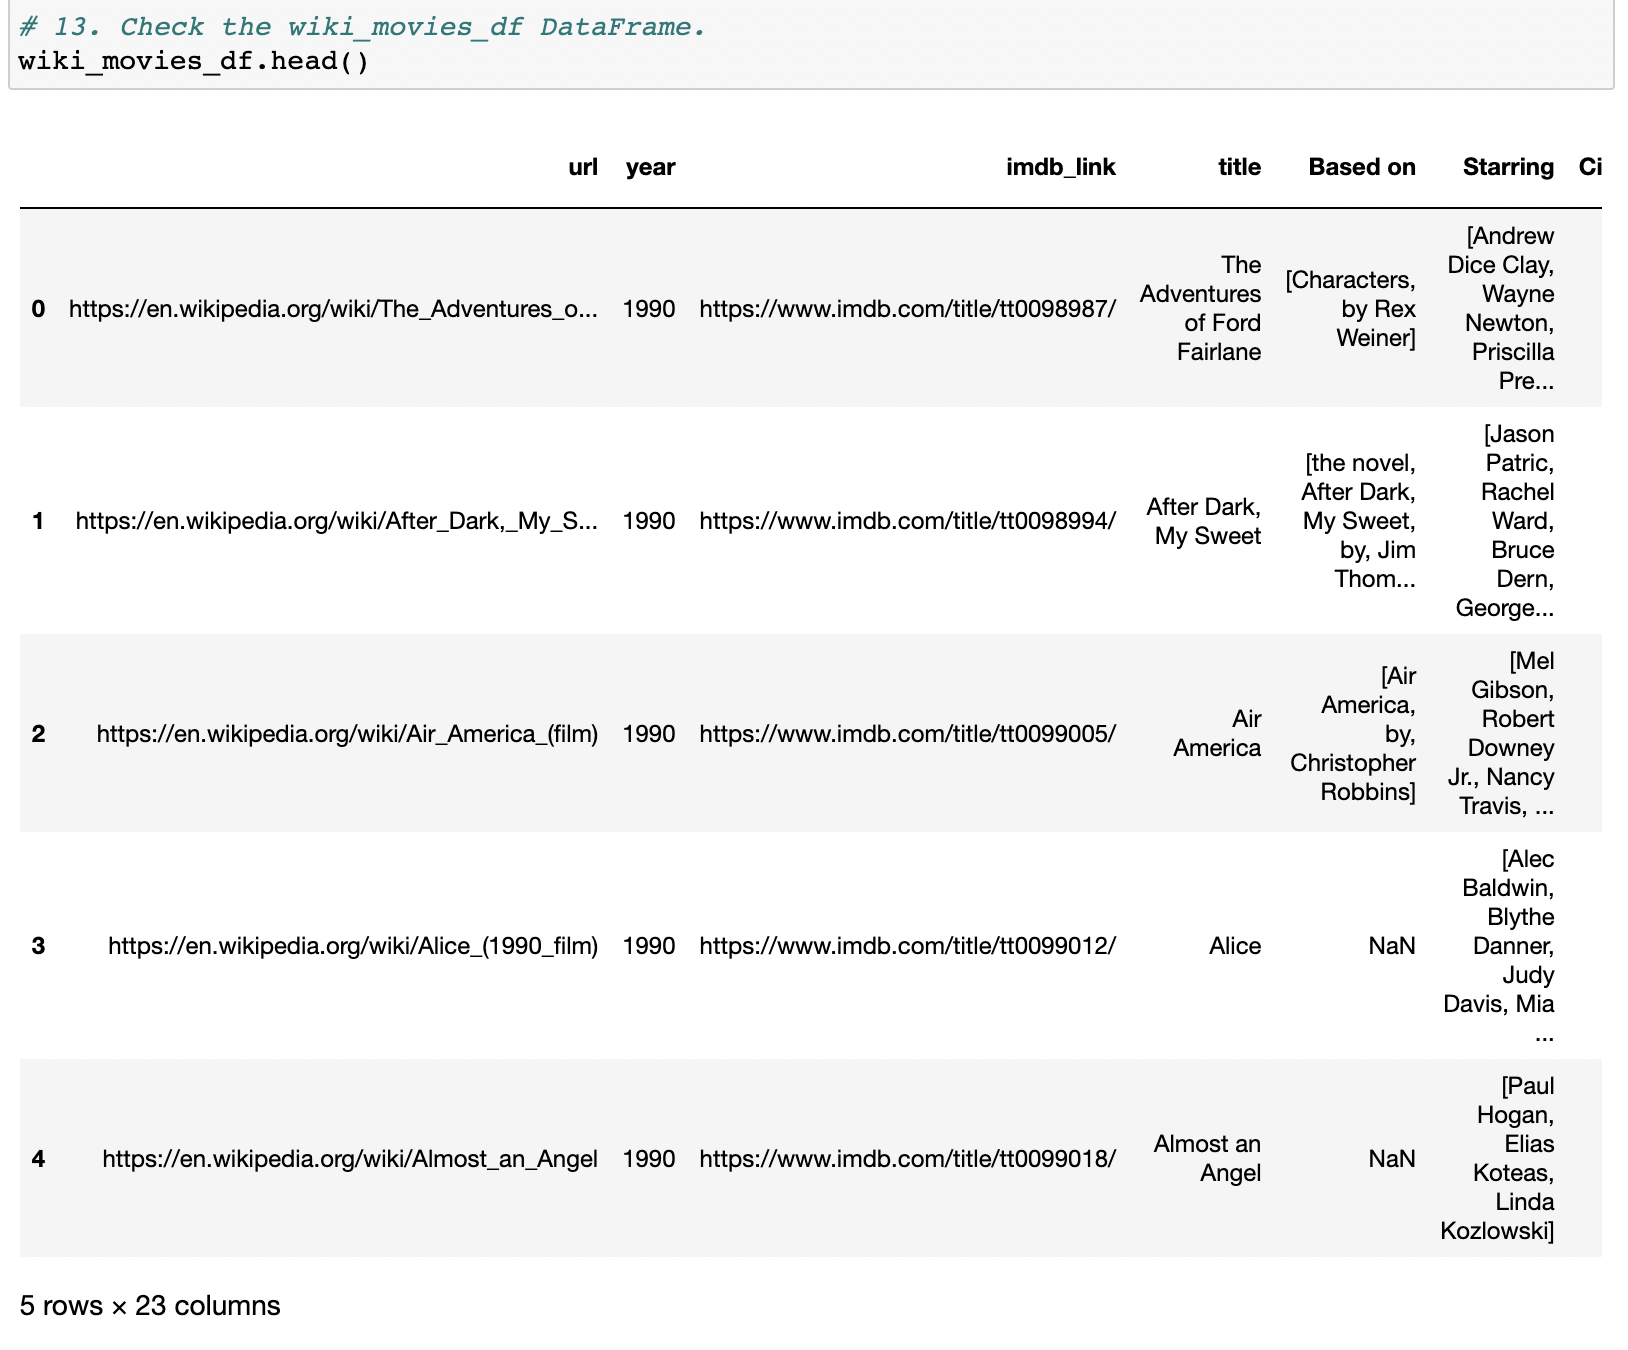 # 13. Check the wiki_movies_df DataFrame.
wiki_movies_df.head()
url year imdb_link title Based on Starring Ci
0 https://en.wikipedia.org/wiki/The_Adventures_o... 1990 https://www.imdb.com/title/tt0098987/ The Adventures of Ford Fairlane [Characters, by Rex Weiner] [Andrew Dice Clay, Wayne Newton, Priscilla Pre...
1 https://en.wikipedia.org/wiki/After_Dark,_My_S... 1990 https://www.imdb.com/title/tt0098994/ After Dark, My Sweet [the novel, After Dark, My Sweet, by, Jim Thom... [Jason Patric, Rachel Ward, Bruce Dern, George...
2 https://en.wikipedia.org/wiki/Air_America_(film) 1990 https://www.imdb.com/title/tt0099005/ Air America [Air America, by, Christopher Robbins] [Mel Gibson, Robert Downey Jr., Nancy Travis, ...
3 https://en.wikipedia.org/wiki/Alice_(1990_film) 1990 https://www.imdb.com/title/tt0099012/ Alice NaN [Alec Baldwin, Blythe Danner, Judy Davis, Mia ...
4 https://en.wikipedia.org/wiki/Almost_an_Angel 1990 https://www.imdb.com/title/tt0099018/ Almost an Angel NaN [Paul Hogan, Elias Koteas, Linda Kozlowski]
5 rows × 23 columns